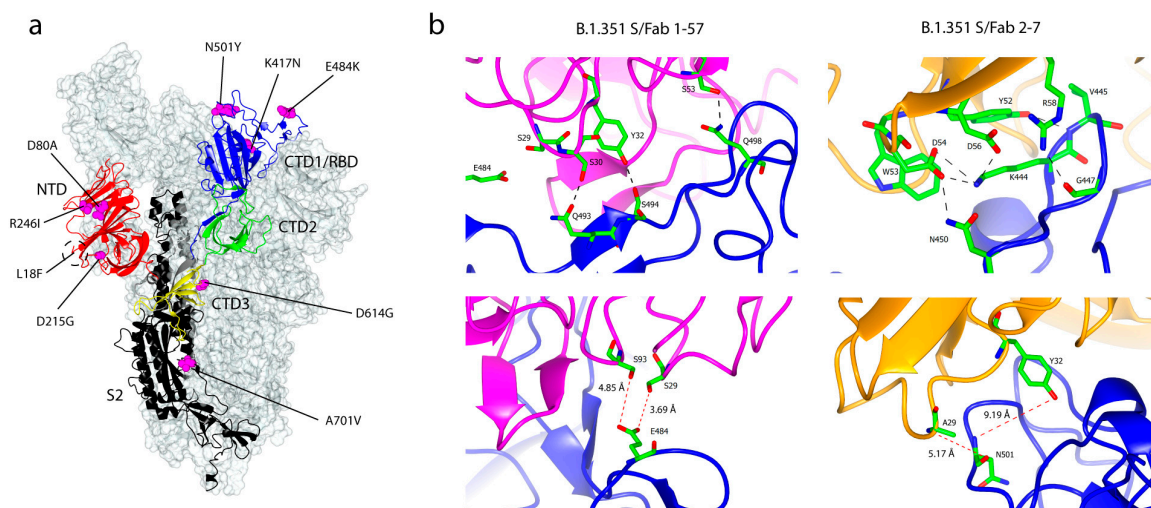 a
N501Y
K417N
E484K
D80A
CTD1/RBD
NTD
R246I
CTD2
L18F
CTD3
D215G
D614G
S2
A701V
b
B.1.351 S/Fab 1-57
S53
S29
Y32
Q498
E484
S30
S494
Q493
B.1.351 S/Fab 2-7
Y52
R58
V445
D54
D56
W53
K444
G447
N450
S93
S29
4.85 Å
3.69 Å
E484
Y32
9.19 Å
A29
N501
5.17 Å